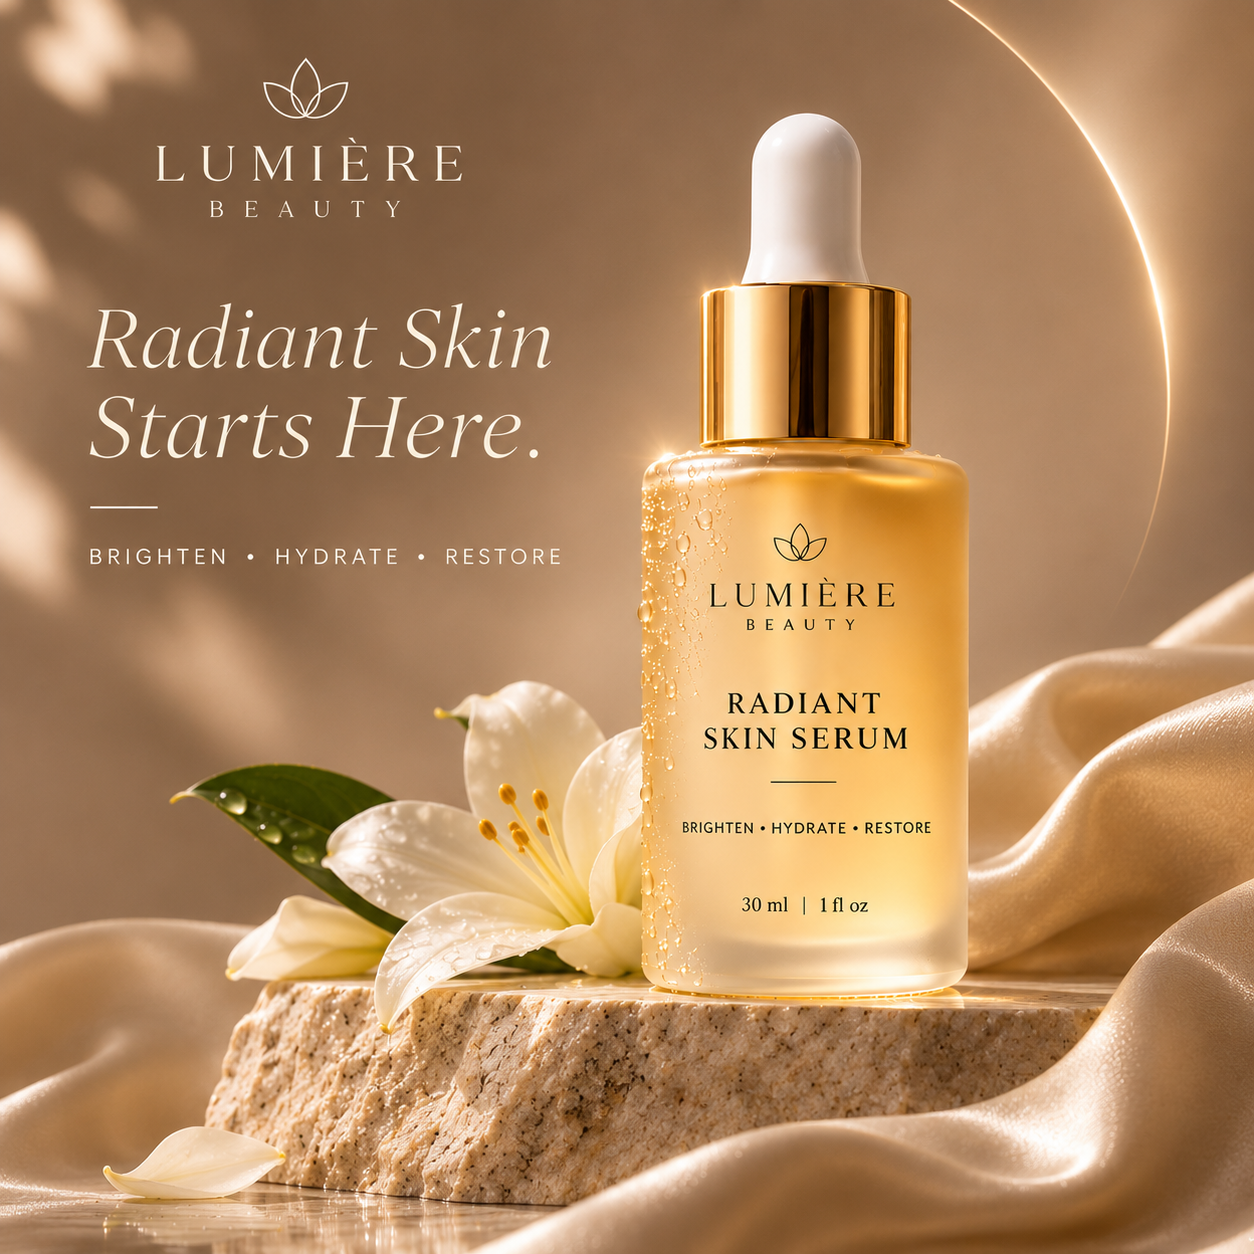 LUMIÈRE
BEAUTY
Radiant Skin
Starts Here.
BRIGHTEN • HYDRATE • RESTORE
LUMIÈRE
BEAUTY
RADIANT
SKIN SERUM
BRIGHTEN • HYDRATE • RESTORE
30 ml | 1 fl oz